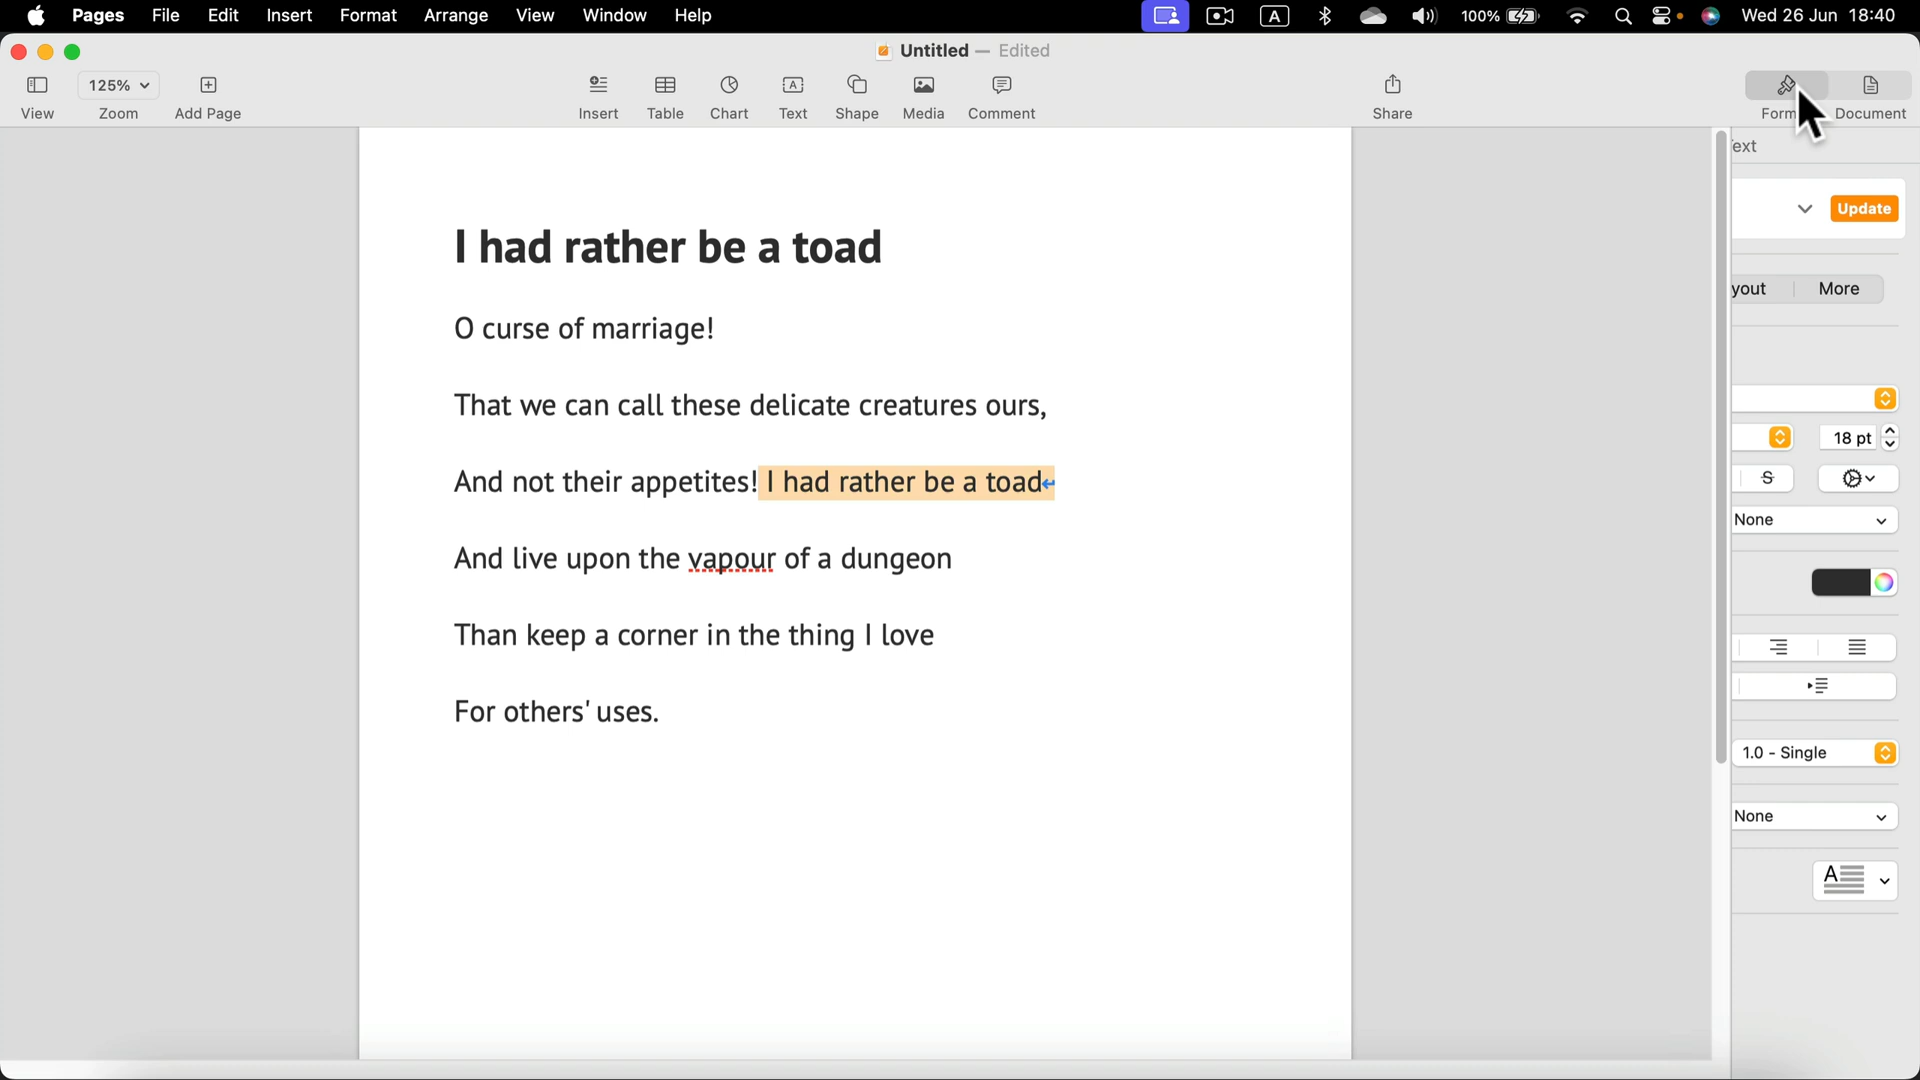 Pages File Edit Insert Format Arrange View Window Help A 100% Wed 26 Jun 18:40
Untitled — Edited
125%
View Zoom Add Page Insert Table Chart Text Shape Media Comment Share Document
Update
More
18 pt
S
None
1.0 - Single
None
A
I had rather be a toad
O curse of marriage!
That we can call these delicate creatures ours,
And not their appetites! I had rather be a toad
And live upon the vapour of a dungeon
Than keep a corner in the thing I love
For others' uses.